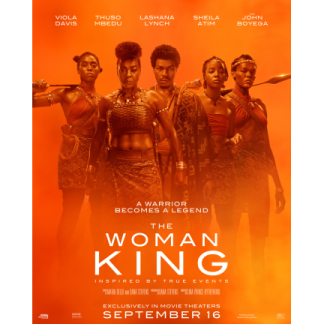 VIOLA DAVIS
THUSO MBEDU
LASHANA LYNCH
SHEILA ATIM
JOHN BOYEGA
A WARRIOR
BECOMES A LEGEND
THE
WOMAN
KING
INSPIRED BY TRUE EVENTS
EXCLUSIVELY IN MOVIE THEATERS
SEPTEMBER 16